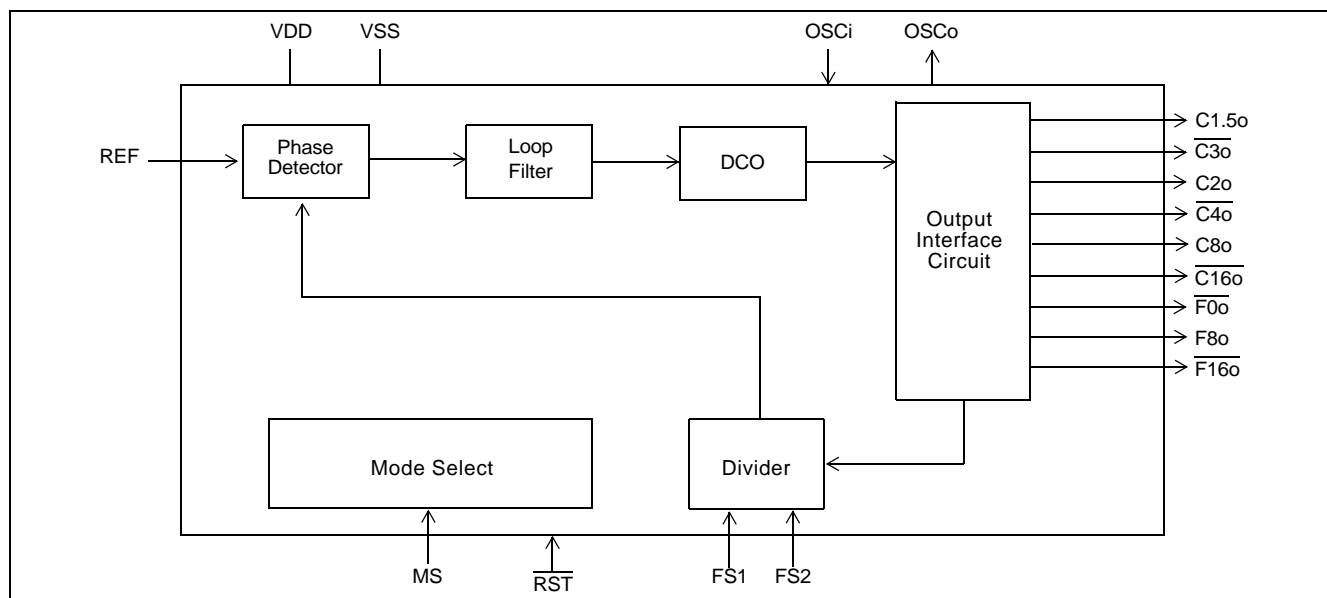 VDD VSS OSCi OSCo
REF
Phase
Detector
Loop
Filter
DCO
Output
Interface
Circuit
C1.5o
C3o
C2o
C4o
C8o
C16o
F0o
F8o
F16o
Mode Select
Divider
MS RST FS1 FS2